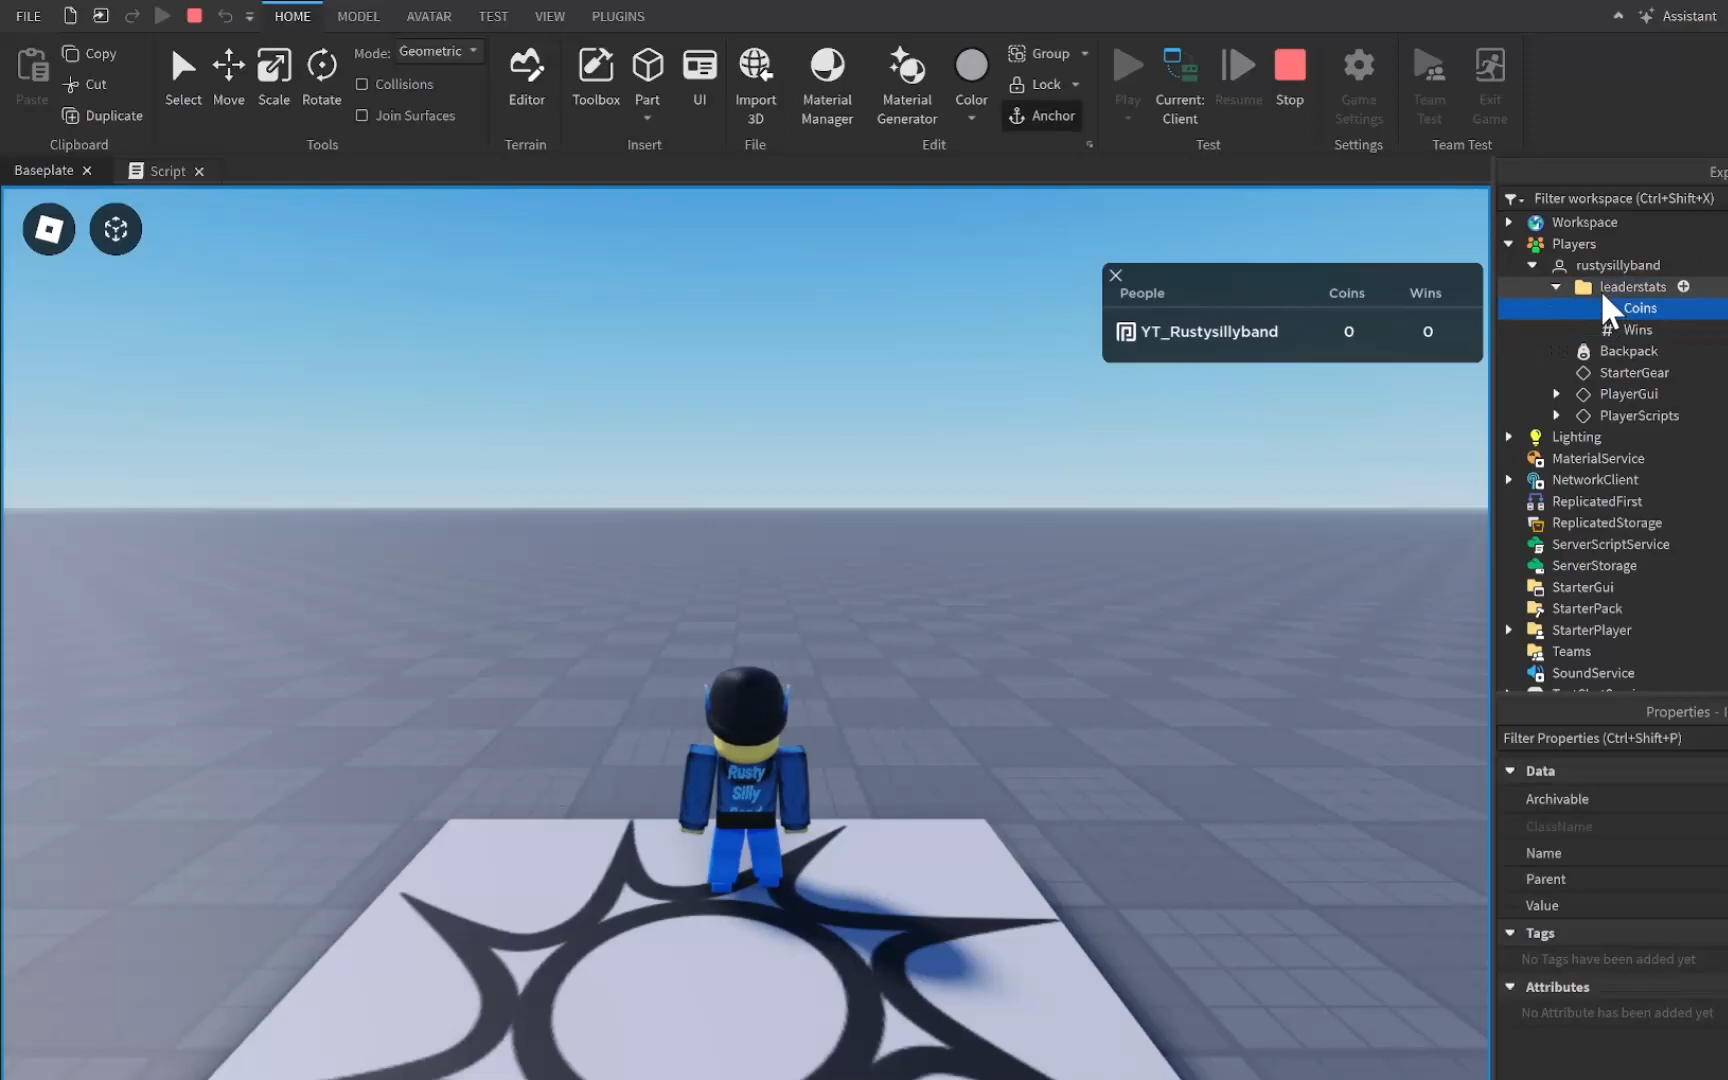 FILE
HOME
MODEL
AVATAR
TEST
VIEW
PLUGINS
Assistant
Paste
Copy
Cut
Duplicate
Clipboard
Select
Move
Scale
Rotate
Mode: Geometric
Collisions
Join Surfaces
Tools
Editor
Terrain
Toolbox
Part
UI
Insert
Import
3D
File
Material
Manager
Material
Generator
Color
Group
Lock
Anchor
Edit
Play
Current:
Client
Resume
Stop
Test
Game
Settings
Settings
Team
Test
Exit
Game
Team Test
Baseplate
Script
Exp
Filter workspace (Ctrl+Shift+X)
Workspace
Players
rustysillyband
leaderstats
Coins
Wins
Backpack
StarterGear
PlayerGui
PlayerScripts
Lighting
MaterialService
NetworkClient
ReplicatedFirst
ReplicatedStorage
ServerScriptService
ServerStorage
StarterGui
StarterPack
StarterPlayer
Teams
SoundService
People Coins Wins
YT_Rustysillyband 0 0
Rusty
Silly
Properties - I
Filter Properties (Ctrl+Shift+P)
Data
Archivable
ClassName
Name
Parent
Value
Tags
No Tags have been added yet
Attributes
No Attribute has been added yet